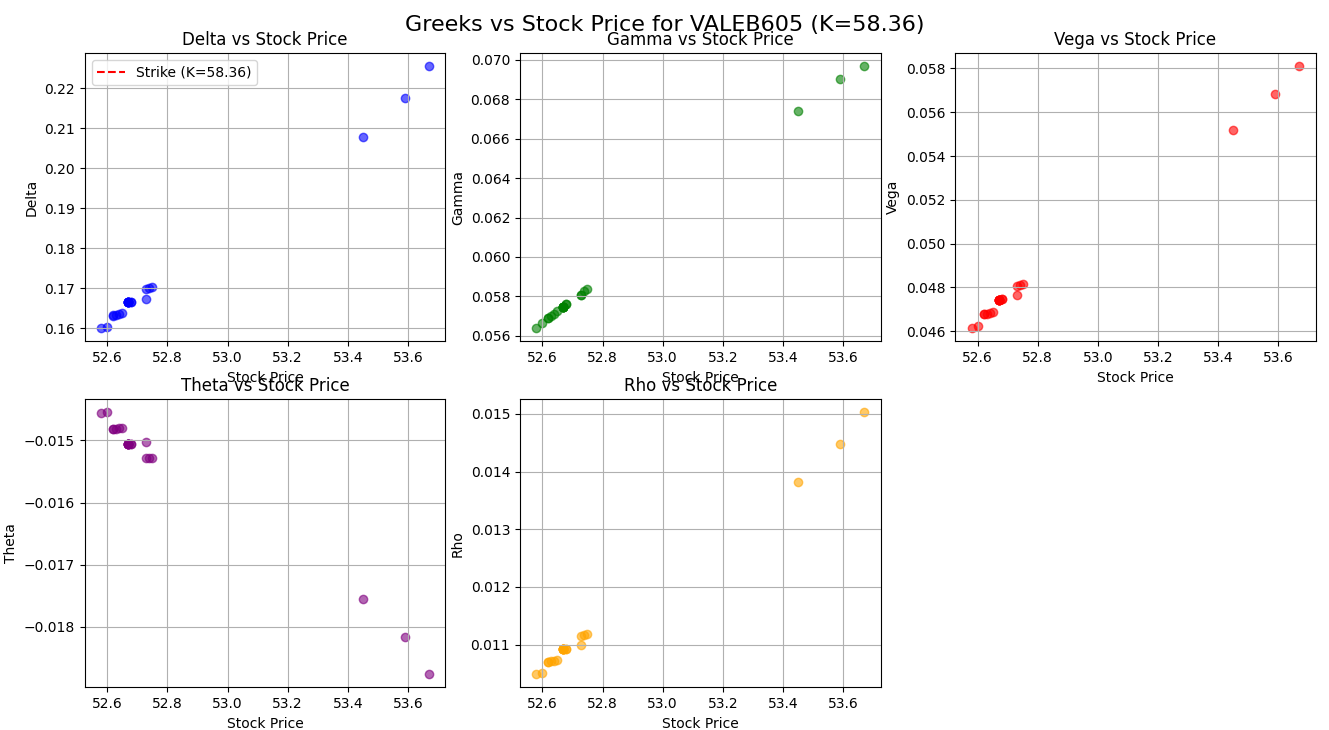 Greeks vs Stock Price for VALEB605 (K=58.36)
Delta vs Stock Price
Strike (K=58.36)
0.22
0.21
0.20
0.19
0.18
0.17
0.16
Delta
52.6 52.8 53.0 53.2 53.4 53.6
Stock Price
Gamma vs Stock Price
0.070
0.068
0.066
0.064
0.062
0.060
0.058
0.056
Gamma
52.6 52.8 53.0 53.2 53.4 53.6
Stock Price
Vega vs Stock Price
0.058
0.056
0.054
0.052
0.050
0.048
0.046
Vega
52.6 52.8 53.0 53.2 53.4 53.6
Stock Price
Theta vs Stock Price
−0.015
−0.016
−0.017
−0.018
Theta
52.6 52.8 53.0 53.2 53.4 53.6
Stock Price
Rho vs Stock Price
0.015
0.014
0.013
0.012
0.011
Rho
52.6 52.8 53.0 53.2 53.4 53.6
Stock Price